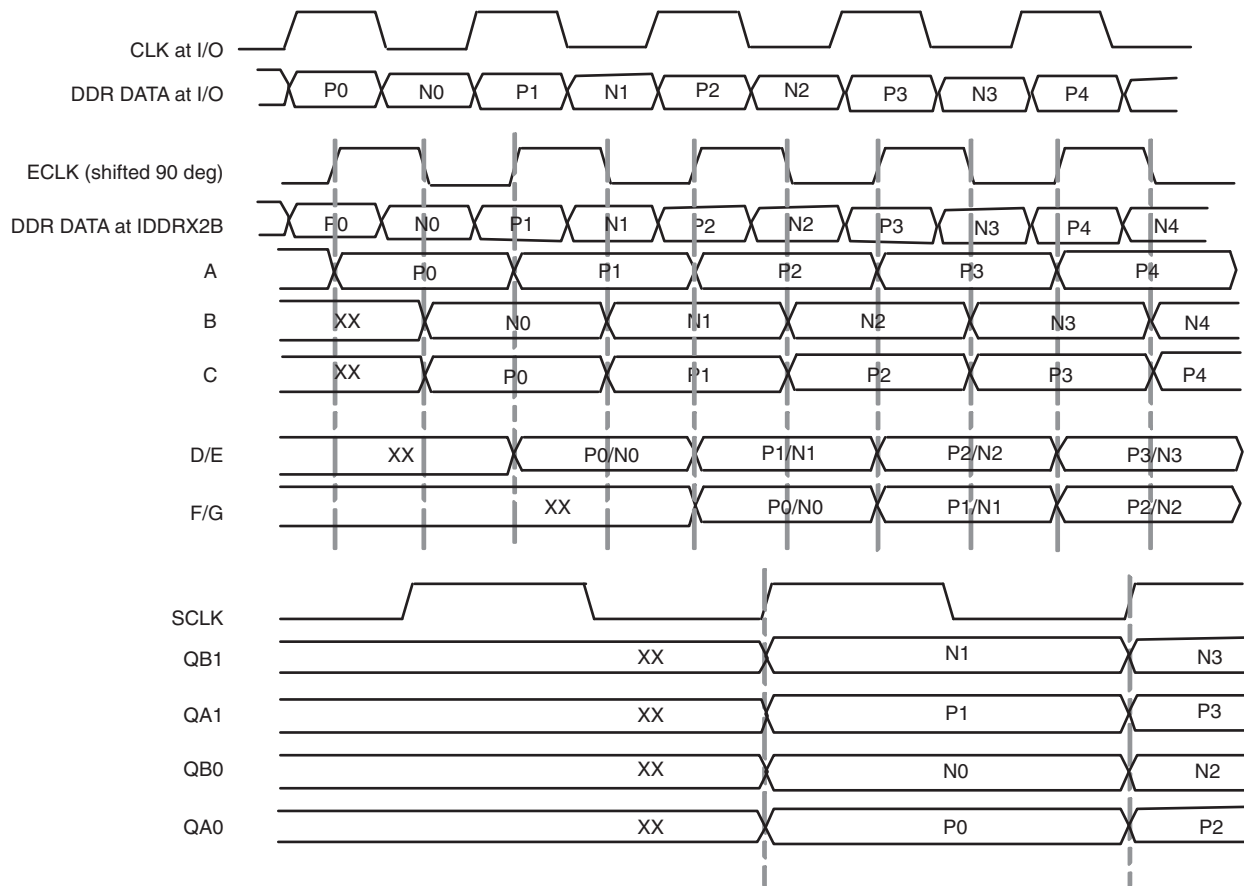 CLK at I/O
DDR DATA at I/O P0 N0 P1 N1 P2 N2 P3 N3 P4
ECLK (shifted 90 deg)
DDR DATA at IDDRX2B P0 N0 P1 N1 P2 N2 P3 N3 P4 N4
A P0 P1 P2 P3 P4
B XX N0 N1 N2 N3 N4
C XX P0 P1 P2 P3 P4
D/E XX P0/N0 P1/N1 P2/N2 P3/N3
F/G XX P0/N0 P1/N1 P2/N2
SCLK
QB1 XX N1 N3
QA1 XX P1 P3
QB0 XX N0 N2
QA0 XX P0 P2